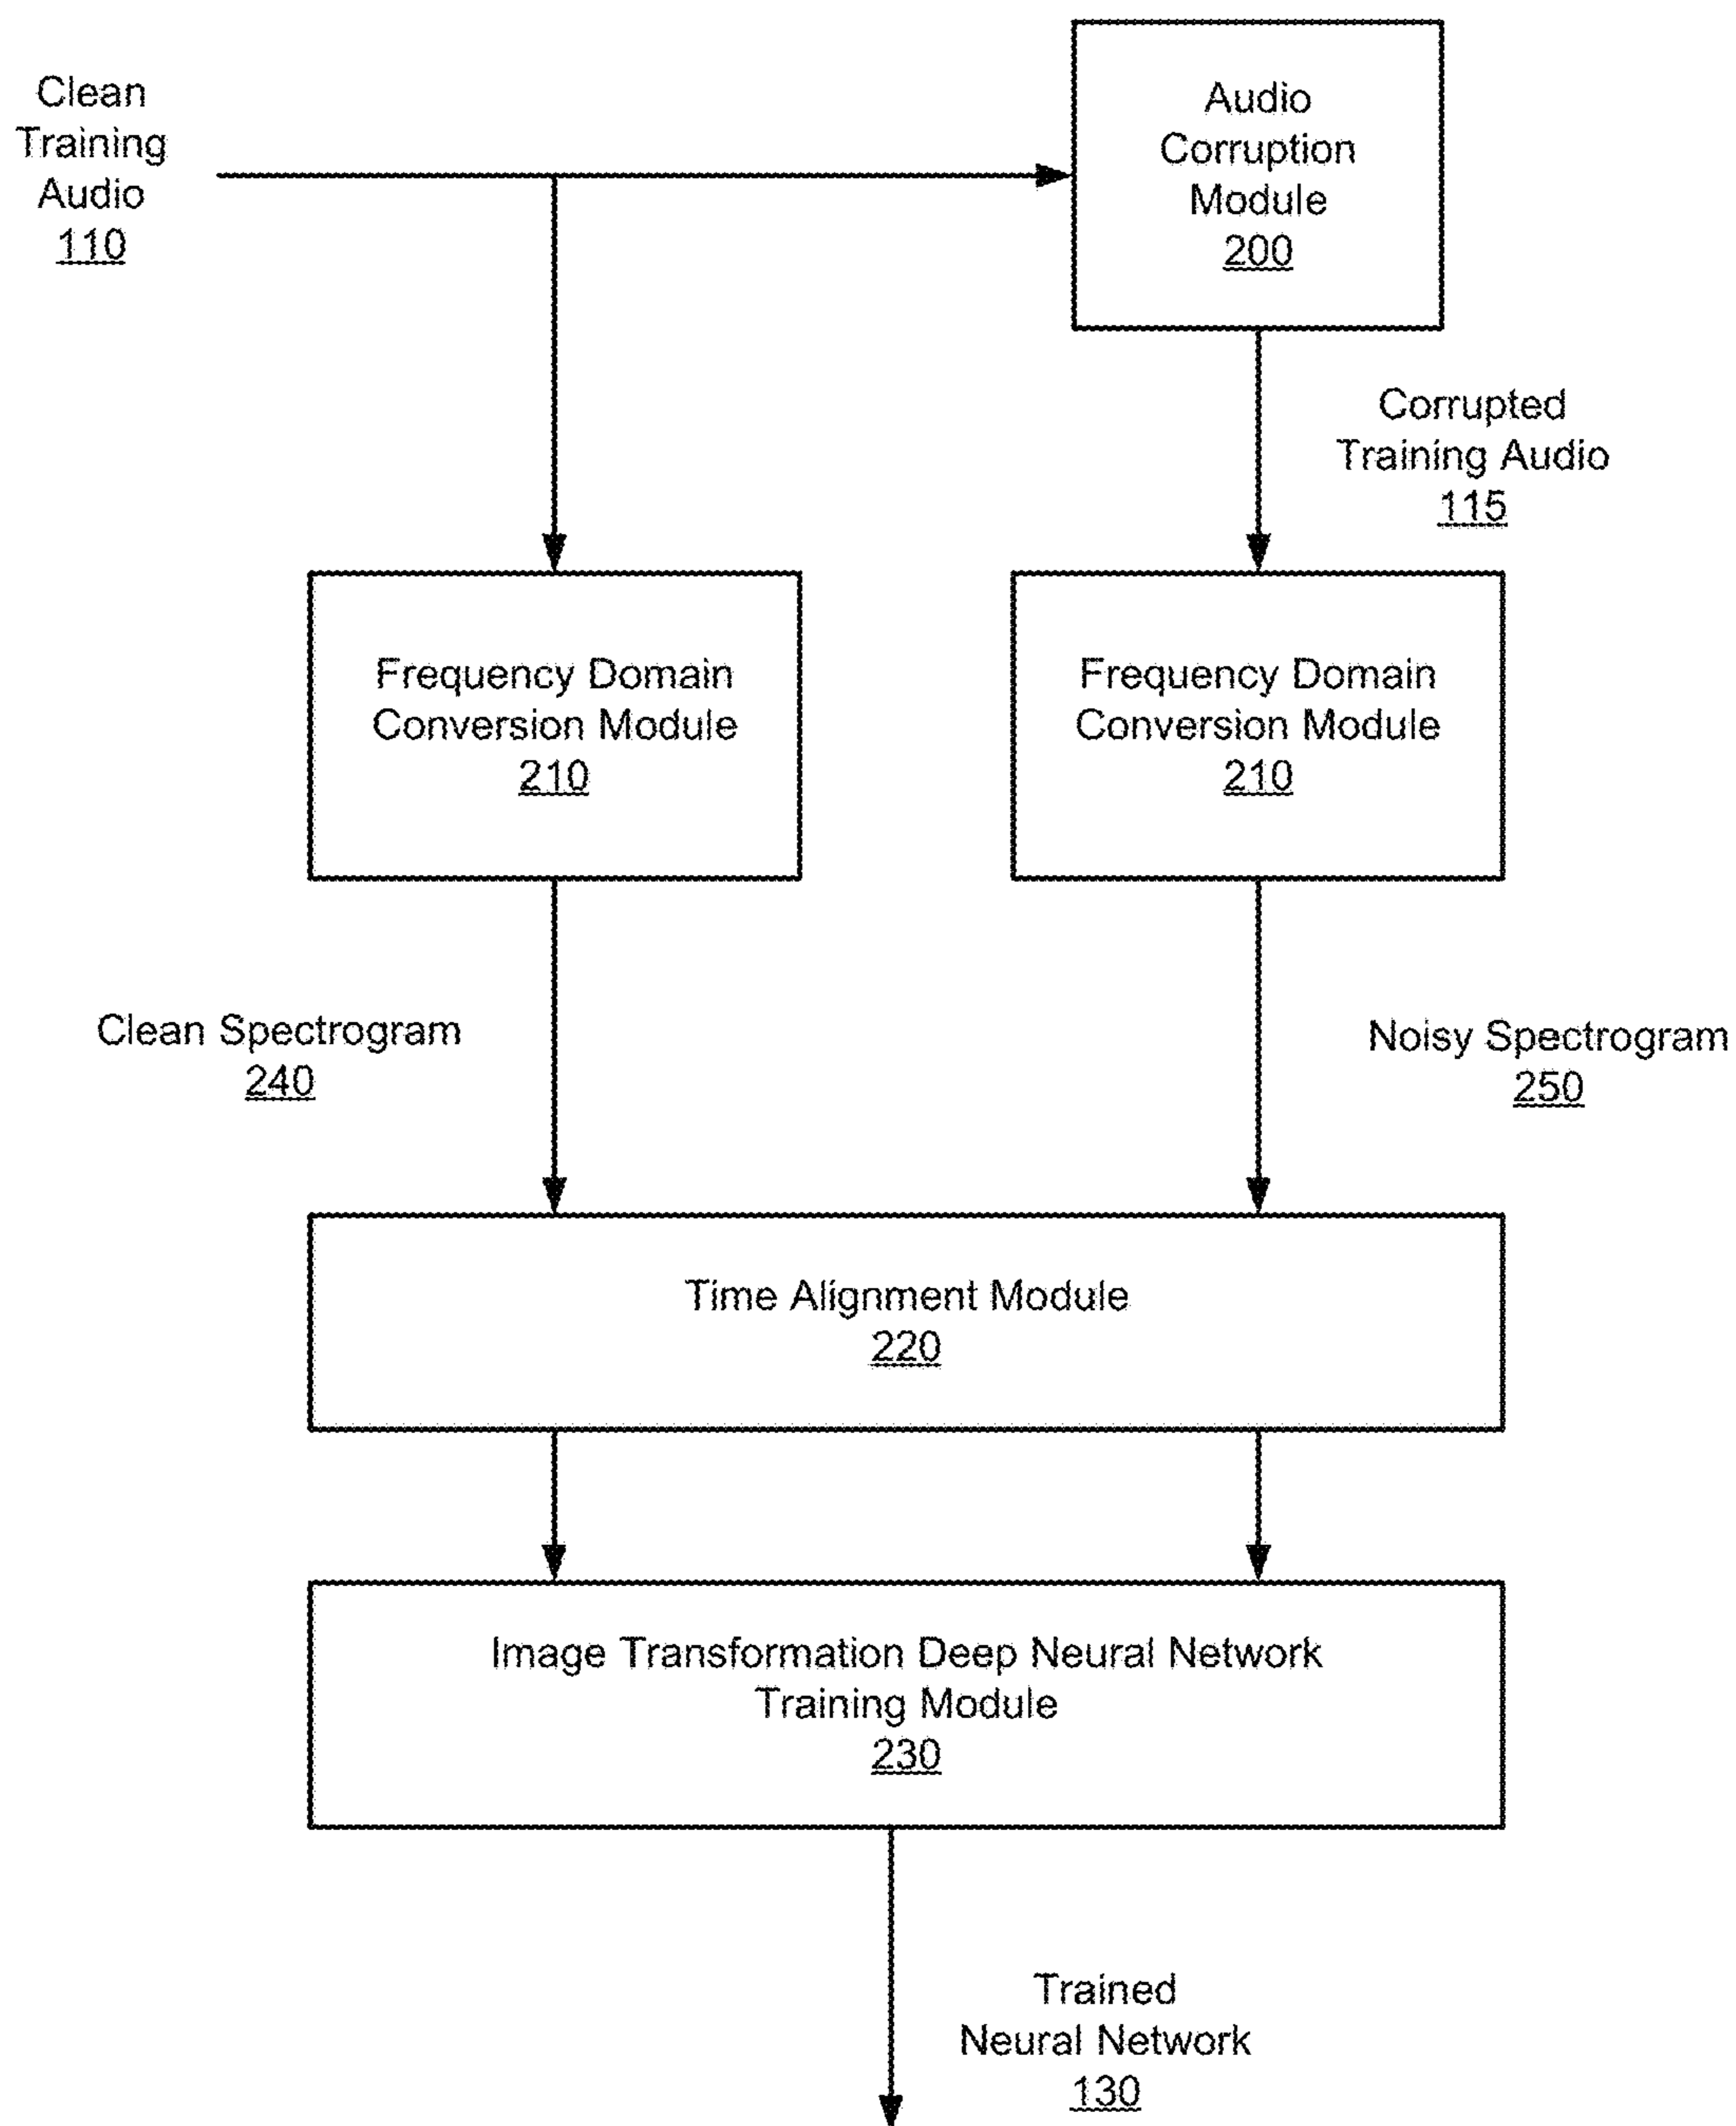 Clean
Training
Audio
110
Audio
Corruption
Module
200
Corrupted
Training Audio
115
Frequency Domain
Conversion Module
210
Frequency Domain
Conversion Module
210
Clean Spectrogram
240
Noisy Spectrogram
250
Time Alignment Module
220
Image Transformation Deep Neural Network
Training Module
230
Trained
Neural Network
130